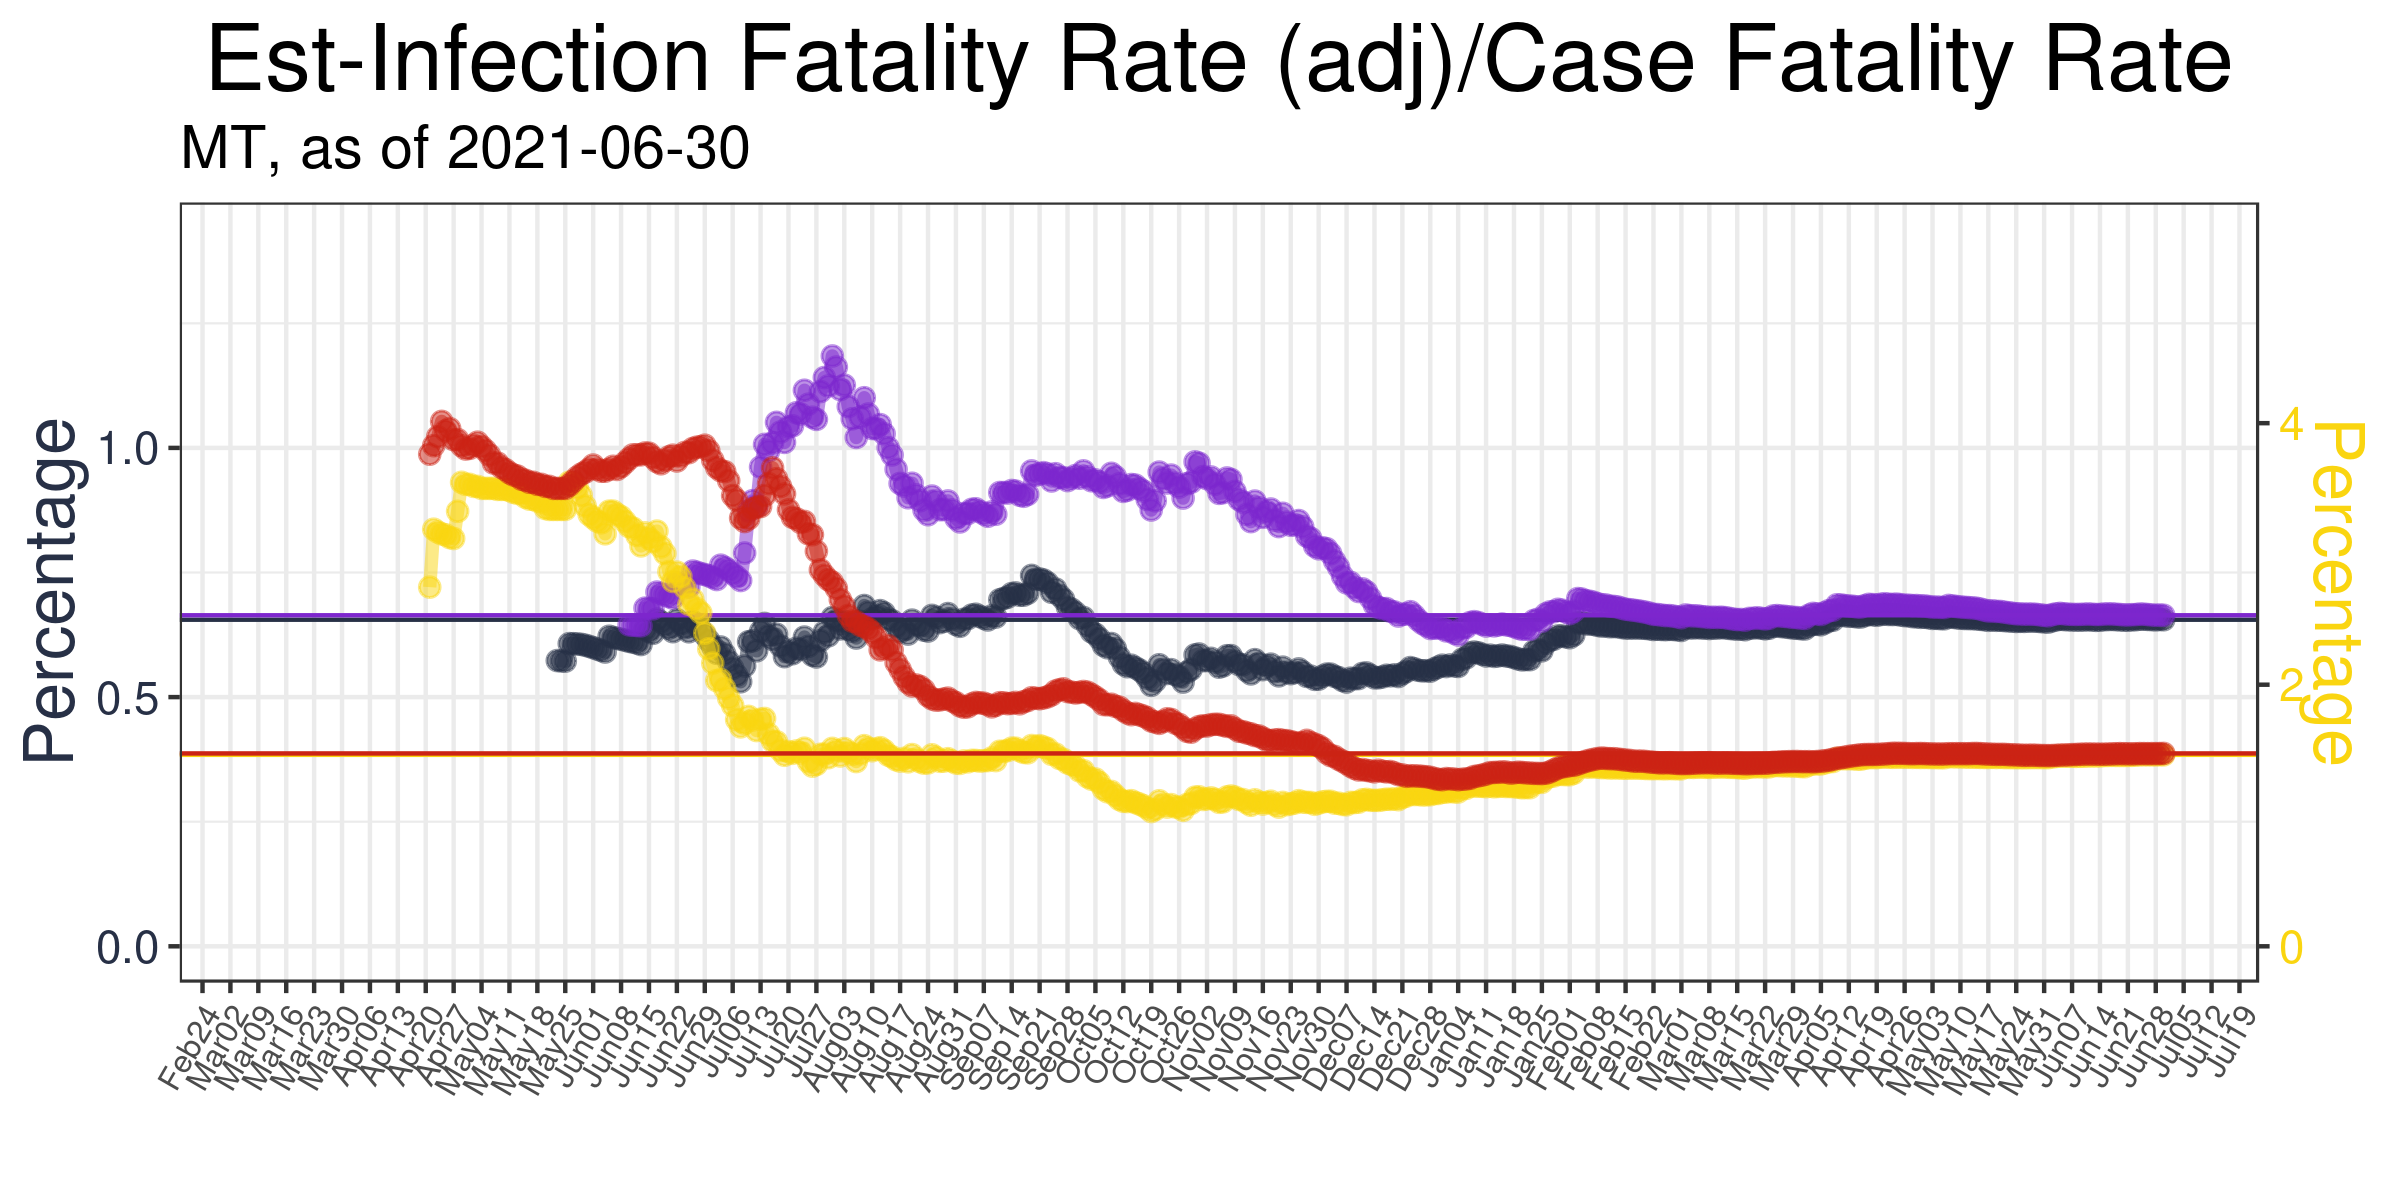 Est-Infection Fatality Rate (adj)/Case Fatality Rate
MT, as of 2021-06-30
Percentage
1.0
0.5
0.0
4
2
0
Percentage
Feb24
Mar02
Mar09
Mar16
Mar23
Mar30
Apr06
Apr13
Apr20
Apr27
May04
May11
May18
May25
Jun01
Jun08
Jun15
Jun22
Jun29
Jul06
Jul13
Jul20
Jul27
Aug03
Aug10
Aug17
Aug24
Aug31
Sep07
Sep14
Sep21
Sep28
Oct05
Oct12
Oct19
Oct26
Nov02
Nov09
Nov16
Nov23
Nov30
Dec07
Dec14
Dec21
Dec28
Jan04
Jan11
Jan18
Jan25
Feb01
Feb08
Feb15
Feb22
Mar01
Mar08
Mar15
Mar22
Mar29
Apr05
Apr12
Apr19
Apr26
May03
May10
May17
May24
May31
Jun07
Jun14
Jun21
Jun28
Jul05
Jul12
Jul19